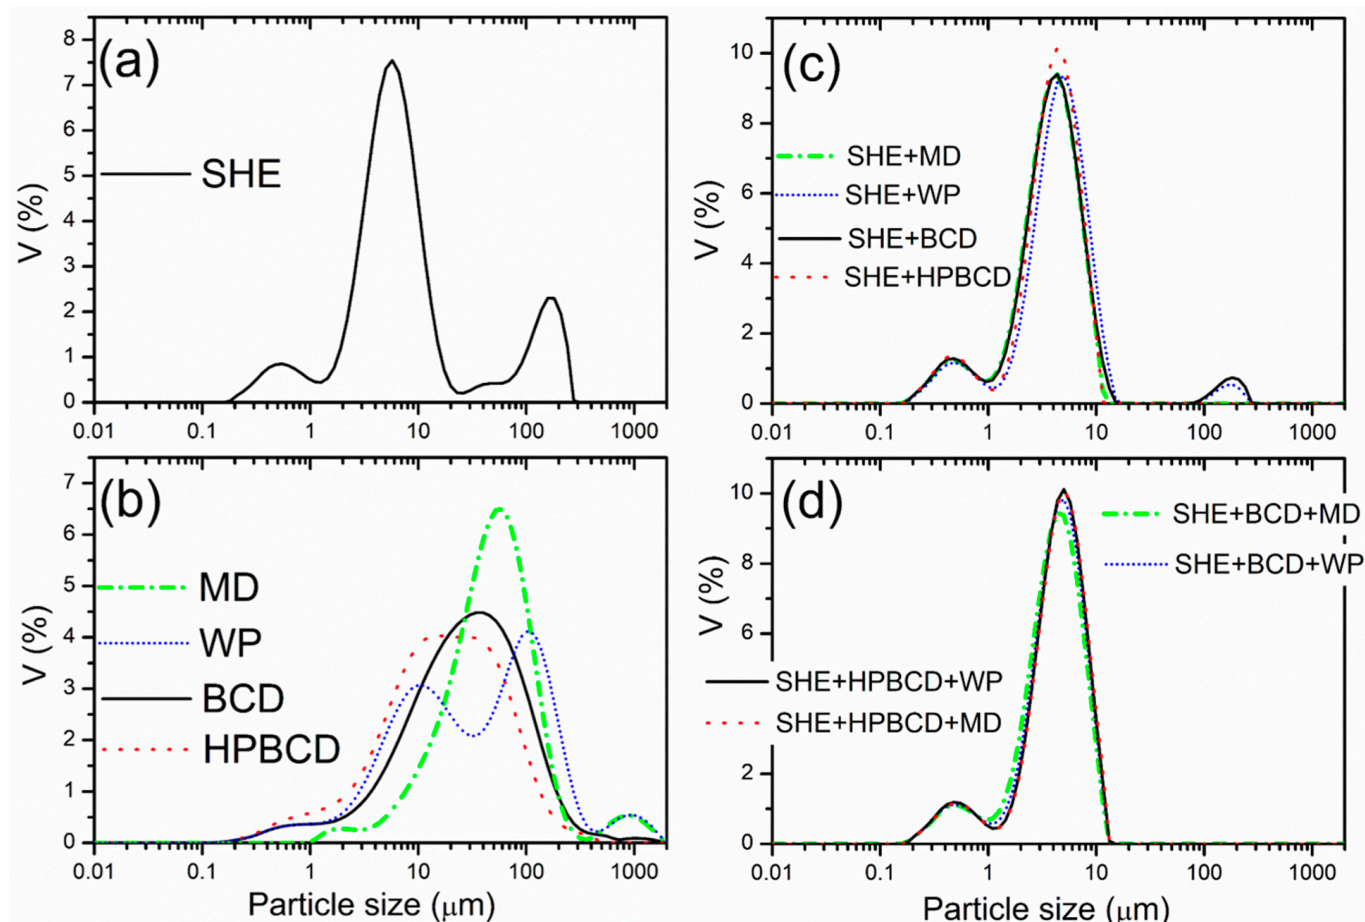 (a)
SHE
V (%)
8
7
6
5
4
3
2
1
0
0.01 0.1 1 10 100 1000
(b)
MD
WP
BCD
HPBCD
V (%)
7
6
5
4
3
2
1
0
0.01 0.1 1 10 100 1000
Particle size (μm)
(c)
SHE+MD
SHE+WP
SHE+BCD
SHE+HPBCD
V (%)
10
8
6
4
2
0
0.01 0.1 1 10 100 1000
(d)
SHE+BCD+MD
SHE+BCD+WP
SHE+HPBCD+WP
SHE+HPBCD+MD
V (%)
10
8
6
2
0
0.01 0.1 1 10 100 1000
Particle size (μm)